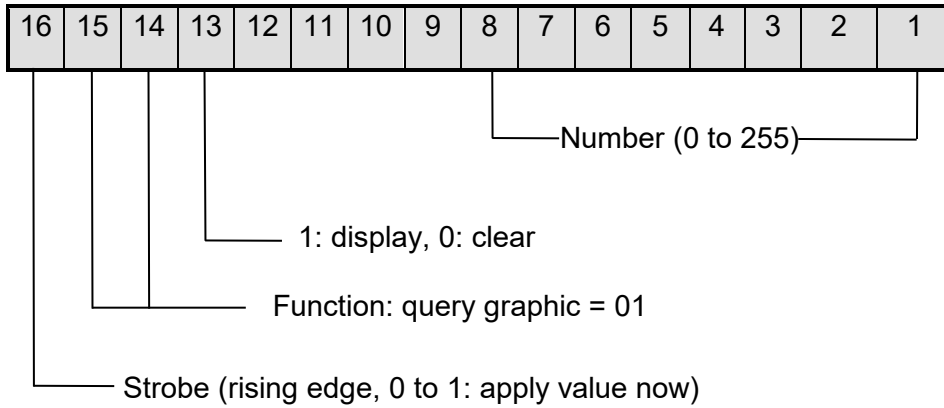 16 15 14 13 12 11 10 9 8 7 6 5 4 3 2 1
Number (0 to 255)
1: display, 0: clear
Function: query graphic = 01
Strobe (rising edge, 0 to 1: apply value now)